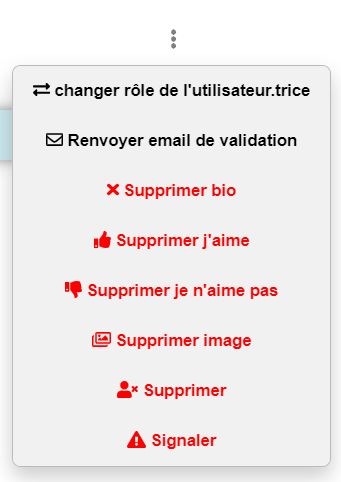 changer rôle de l'utilisateur.trice
Renvoyer email de validation
Supprimer bio
Supprimer j'aime
Supprimer je n'aime pas
Supprimer image
Supprimer
Signaler